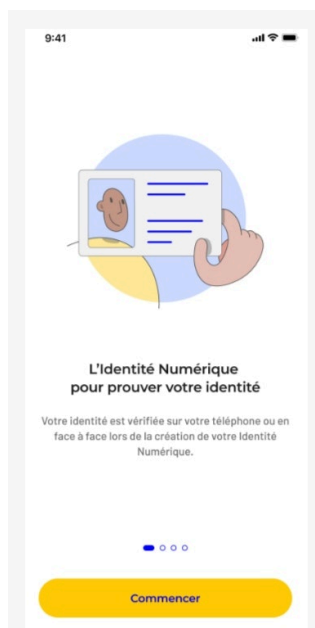 9:41
L'Identité Numérique
pour prouver votre identité
Votre identité est vérifiée sur votre téléphone ou en
face à face lors de la création de votre Identité
Numérique.
Commencer